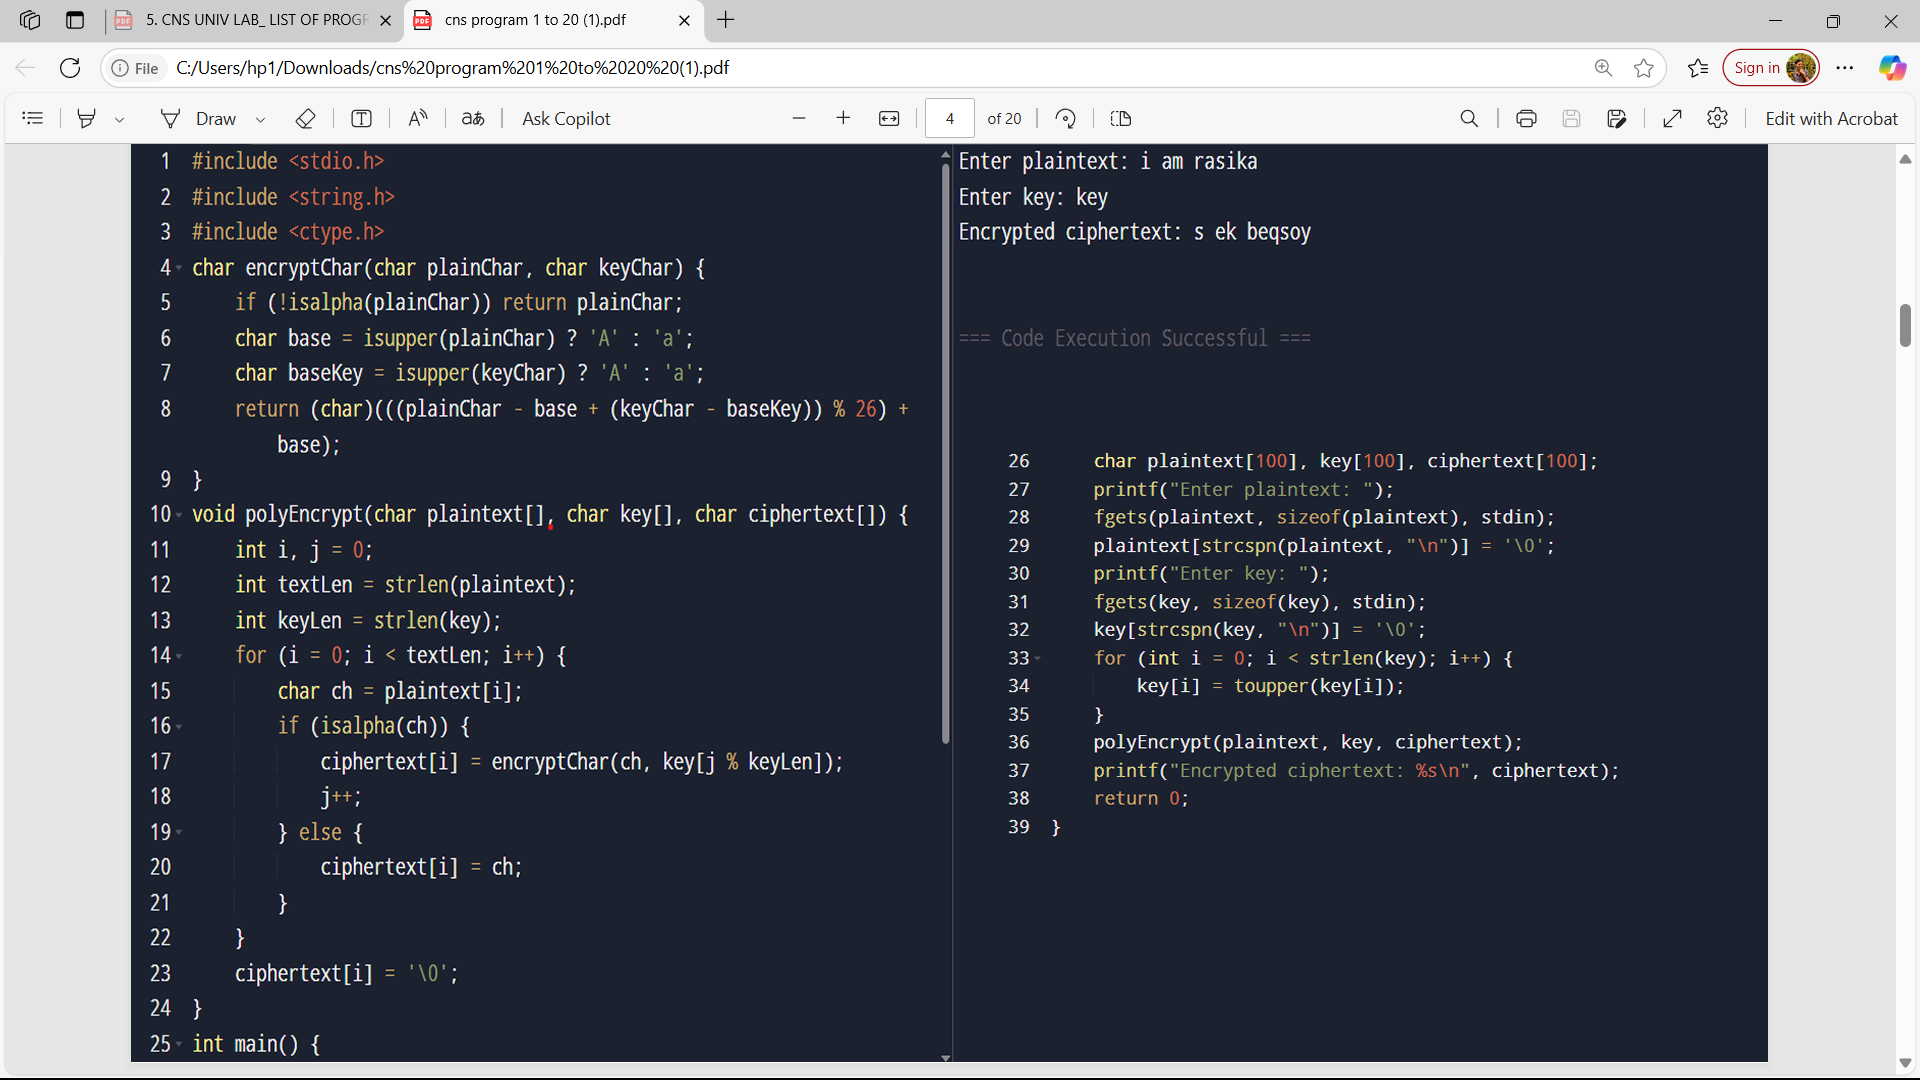 5. CNS UNIV LAB_ LIST OF PROGR
cns program 1 to 20 (1).pdf
File
C:/Users/hp1/Downloads/cns%20program%201%20to%2020%20(1).pdf
Sign in
Draw
Ask Copilot
4 of 20
Edit with Acrobat
1 #include <stdio.h>
2 #include <string.h>
3 #include <ctype.h>
4 char encryptChar(char plainChar, char keyChar) {
5 if (!isalpha(plainChar)) return plainChar;
6 char base = isupper(plainChar) ? 'A' : 'a';
7 char baseKey = isupper(keyChar) ? 'A' : 'a';
8 return (char)(((plainChar - base + (keyChar - baseKey)) % 26) +
base);
9 }
10 void polyEncrypt(char plaintext[], char key[], char ciphertext[]) {
11 int i, j = 0;
12 int textLen = strlen(plaintext);
13 int keyLen = strlen(key);
14 for (i = 0; i < textLen; i++) {
15 char ch = plaintext[i];
16 if (isalpha(ch)) {
17 ciphertext[i] = encryptChar(ch, key[j % keyLen]);
18 j++;
19 } else {
20 ciphertext[i] = ch;
21 }
22 }
23 ciphertext[i] = '\0';
24 }
25 int main() {
Enter plaintext: i am rasika
Enter key: key
Encrypted ciphertext: s ek beqsoy
=== Code Execution Successful ===
26 char plaintext[100], key[100], ciphertext[100];
27 printf("Enter plaintext: ");
28 fgets(plaintext, sizeof(plaintext), stdin);
29 plaintext[strcspn(plaintext, "\n")] = '\0';
30 printf("Enter key: ");
31 fgets(key, sizeof(key), stdin);
32 key[strcspn(key, "\n")] = '\0';
33 for (int i = 0; i < strlen(key); i++) {
34 key[i] = toupper(key[i]);
35 }
36 polyEncrypt(plaintext, key, ciphertext);
37 printf("Encrypted ciphertext: %s\n", ciphertext);
38 return 0;
39 }